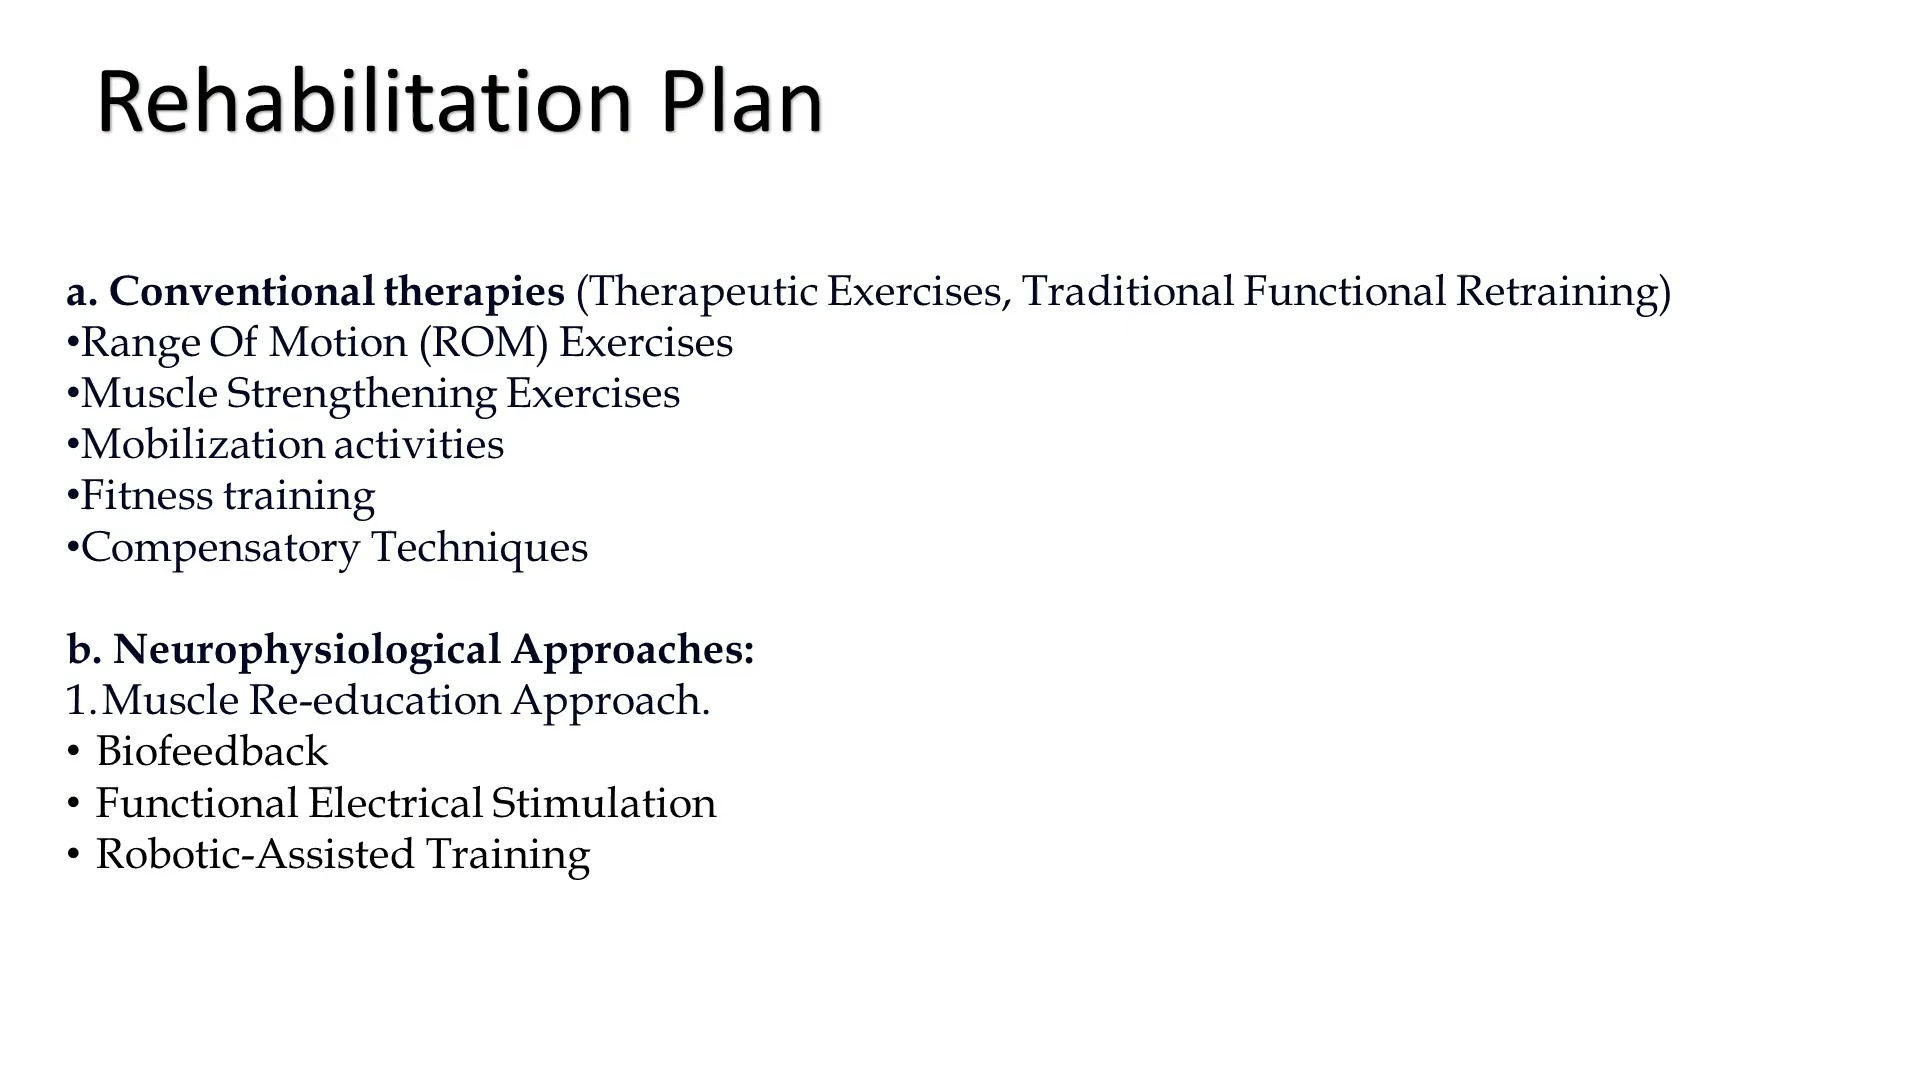 Rehabilitation Plan
a. Conventional therapies (Therapeutic Exercises, Traditional Functional Retraining)
•Range Of Motion (ROM) Exercises
•Muscle Strengthening Exercises
•Mobilization activities
•Fitness training
•Compensatory Techniques
b. Neurophysiological Approaches:
1.Muscle Re-education Approach.
• Biofeedback
• Functional Electrical Stimulation
• Robotic-Assisted Training